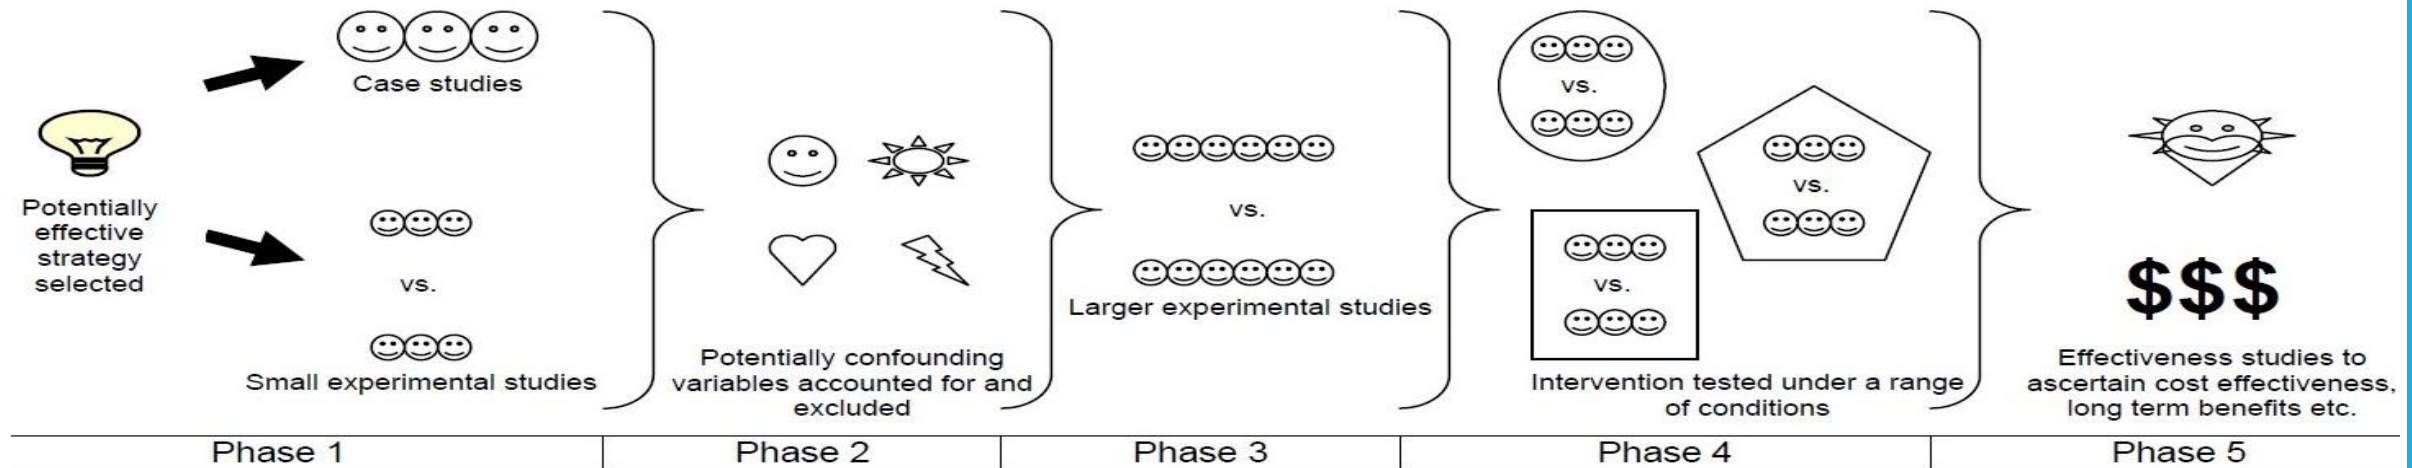 Case studies
Potentially
effective
strategy
selected
vs.
Small experimental studies
Potentially confounding
variables accounted for and
excluded
vs.
Larger experimental studies
vs.
vs.
vs.
Intervention tested under a range
of conditions
$$$
Effectiveness studies to
ascertain cost effectiveness,
long term benefits etc.
Phase 1
Phase 2
Phase 3
Phase 4
Phase 5